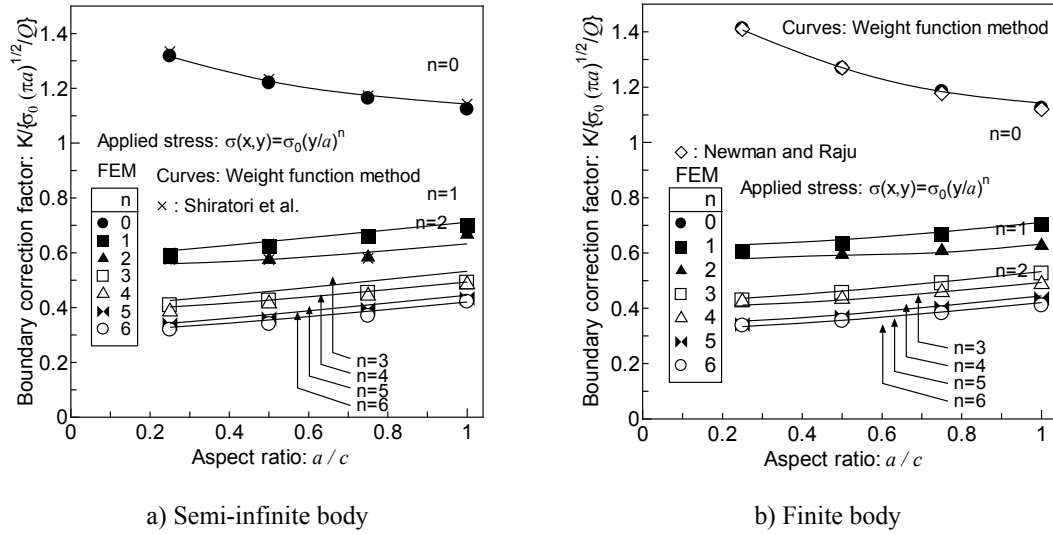 Boundary correction factor: K/{σ0 (πa)^1/2/Q}
1.4
1.2
1
0.8
0.6
0.4
0.2
0
n=0
Applied stress: σ(x,y)=σ0(y/a)^n
FEM
n
0
1
2
3
4
5
6
Curves: Weight function method
× : Shiratori et al.
n=1
n=2
n=3
n=4
n=5
n=6
0 0.2 0.4 0.6 0.8 1
Aspect ratio: a / c
a) Semi-infinite body
Boundary correction factor: K/{σ0 (πa)^1/2/Q}
1.4
1.2
1
0.8
0.6
0.4
0.2
0
Curves: Weight function method
n=0
◇ : Newman and Raju
FEM
Applied stress: σ(x,y)=σ0(y/a)^n
n
0
1
2
3
4
5
6
n=1
n=2
n=3
n=4
n=5
n=6
0 0.2 0.4 0.6 0.8 1
Aspect ratio: a / c
b) Finite body